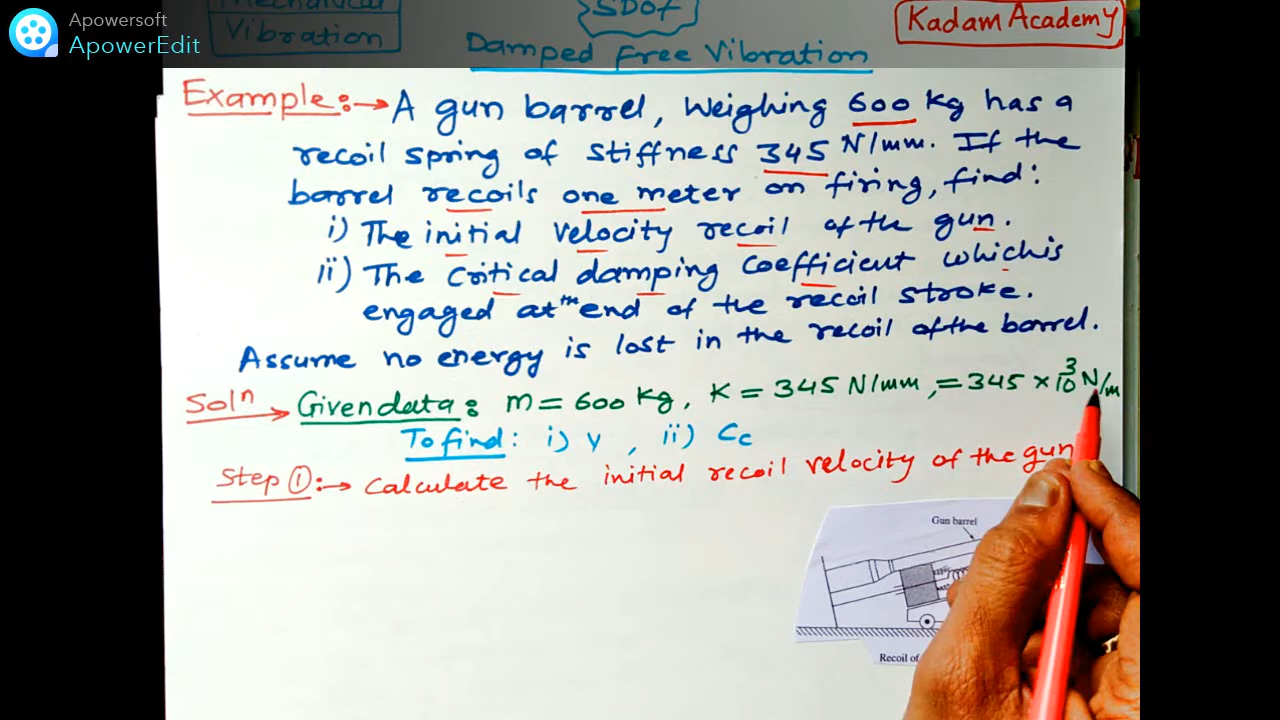 Apowersoft
ApowerEdit
Mechanical
Vibration
SDOF
Damped Free Vibration
Kadam Academy
Example:→ A gun barrel, weighing 600 kg has a
recoil spring of stiffness 345 N/mm. If the
barrel recoils one meter on firing, find:
i) The initial velocity recoil of the gun.
ii) The critical damping coefficient which is
engaged at the end of the recoil stroke.
Assume no energy is lost in the recoil of the barrel.
Solⁿ → Given data: m = 600 kg, K = 345 N/mm, = 345 × 10³ N/m
To find: i) v, ii) Cc
Step ①:→ Calculate the initial recoil velocity of the gun
Gun barrel
Recoil of